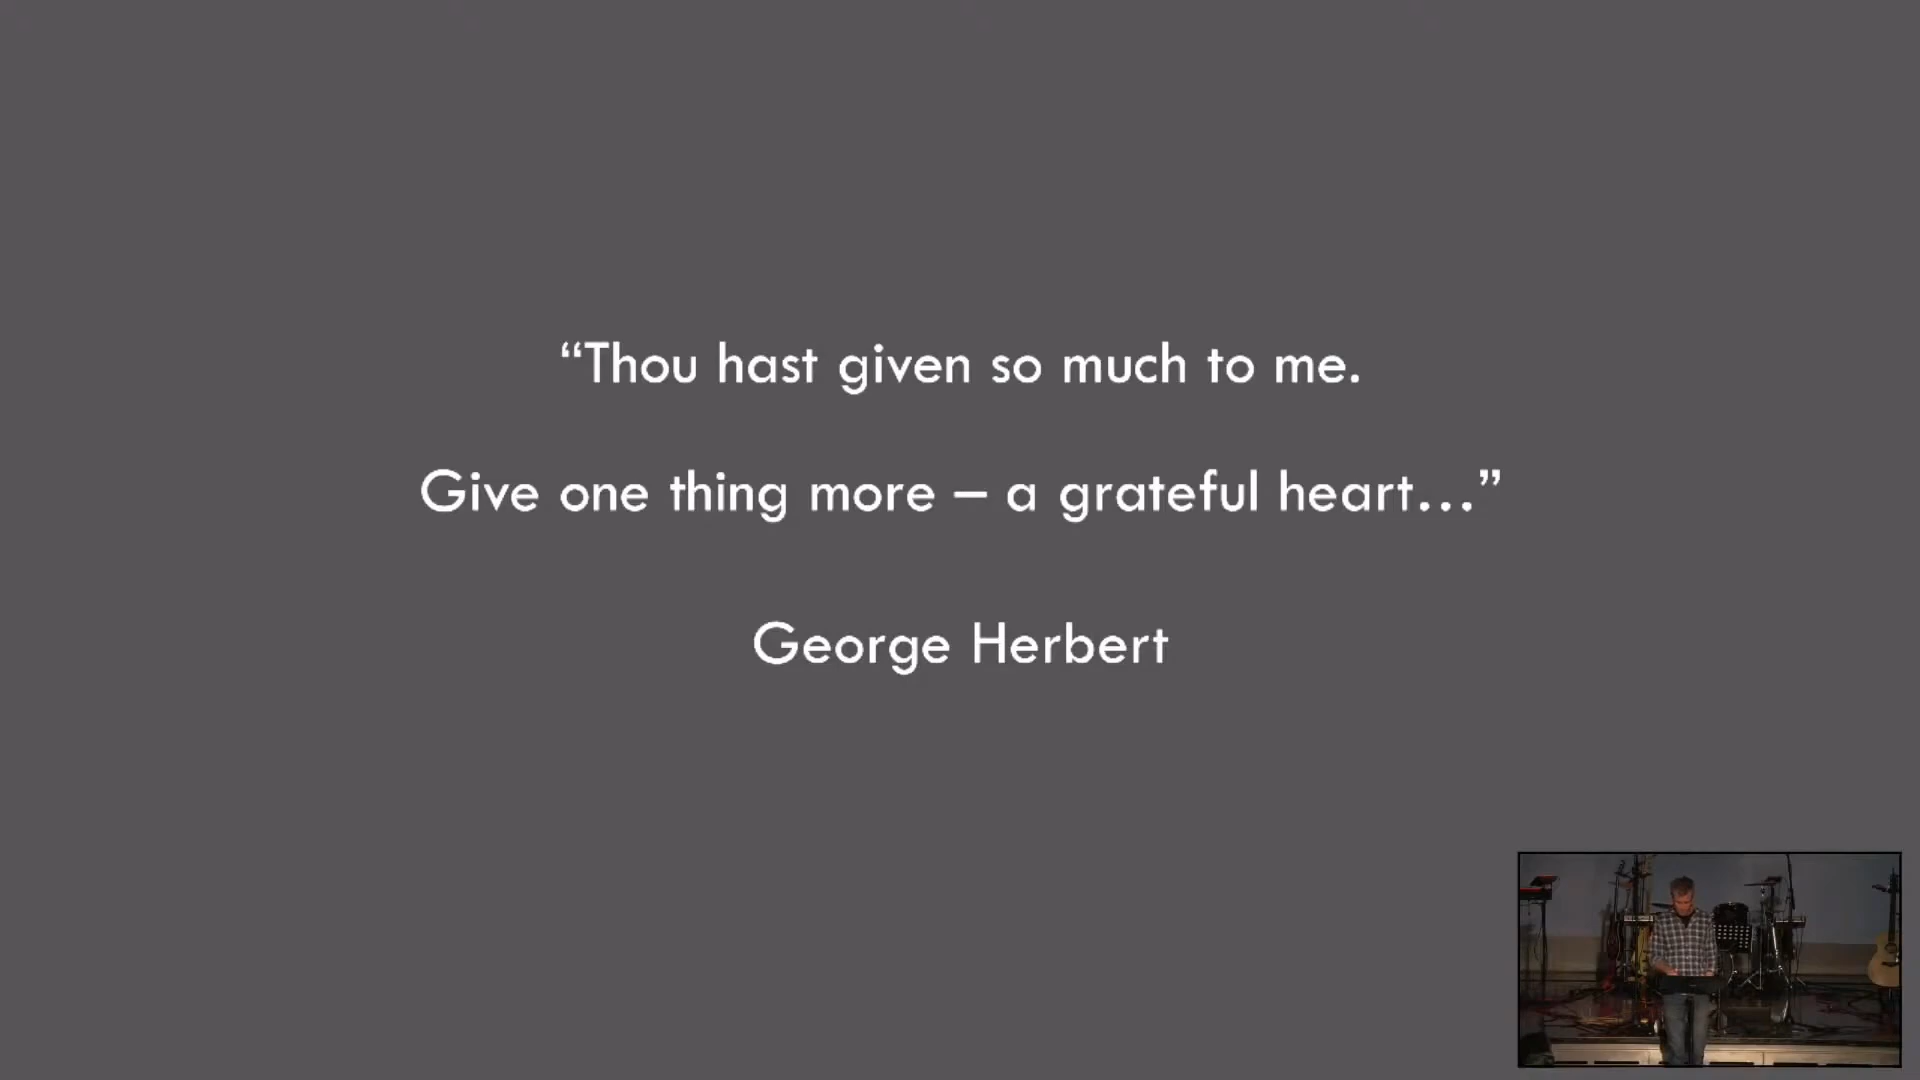 “Thou hast given so much to me.
Give one thing more – a grateful heart...”
George Herbert